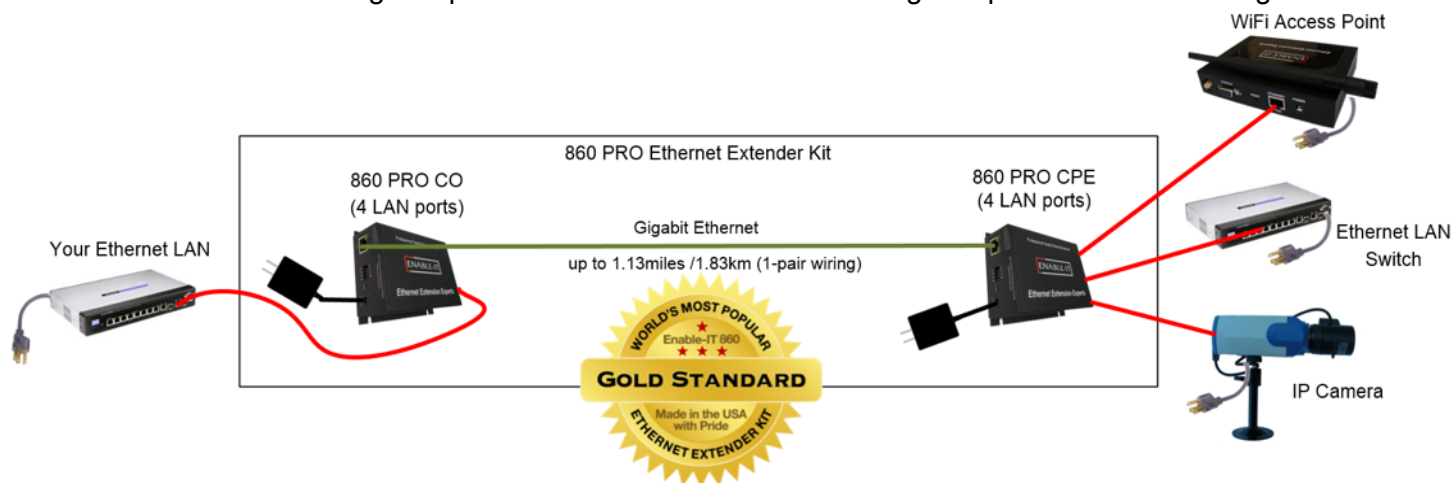 WiFi Access Point
860 PRO Ethernet Extender Kit
860 PRO CO
(4 LAN ports)
860 PRO CPE
(4 LAN ports)
Your Ethernet LAN
Gigabit Ethernet
up to 1.13miles /1.83km (1-pair wiring)
ENABLE-IT
Ethernet Extension Experts
ENABLE-IT
Ethernet Extension Experts
Ethernet LAN
Switch
IP Camera
WORLD'S MOST POPULAR
Enable-IT 860
GOLD STANDARD
Made in the USA
with Pride
ETHERNET EXTENDER KIT